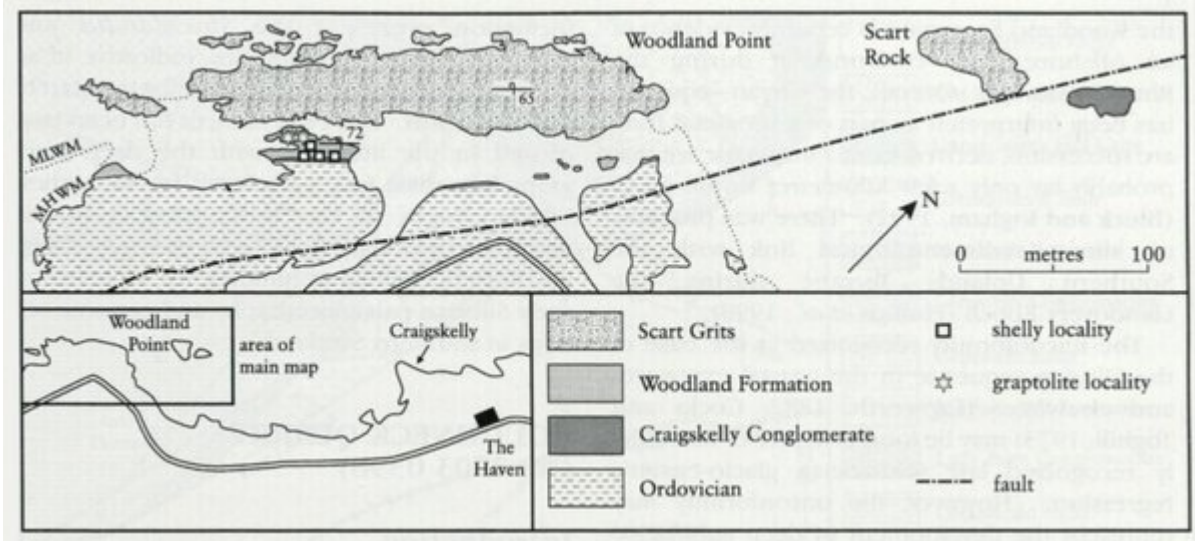 Woodland Point
Scart
Rock
63
72
MLWM
MHWM
N
0 metres 100
Woodland
Point
area of
main map
Craigskelly
The
Haven
Scart Grits
Woodland Formation
Craigskelly Conglomerate
Ordovician
shelly locality
graptolite locality
fault